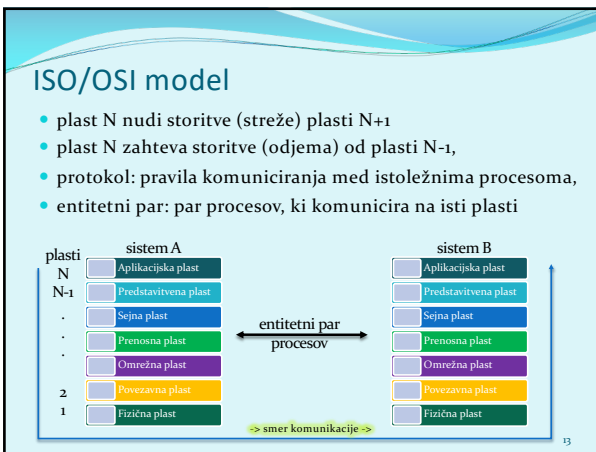 ISO/OSI model
• plast N nudi storitve (streže) plasti N+1
• plast N zahteva storitve (odjema) od plasti N-1,
• protokol: pravila komuniciranja med istoležnima procesoma,
• entitetni par: par procesov, ki komunicira na isti plasti
plasti
N
N-1
.
.
.
2
1
sistem A
Aplikacijska plast
Predstavitvena plast
Sejna plast
Prenosna plast
Omrežna plast
Povezavna plast
Fizična plast
entitetni par
procesov
sistem B
Aplikacijska plast
Predstavitvena plast
Sejna plast
Prenosna plast
Omrežna plast
Povezavna plast
Fizična plast
-> smer komunikacije ->
13